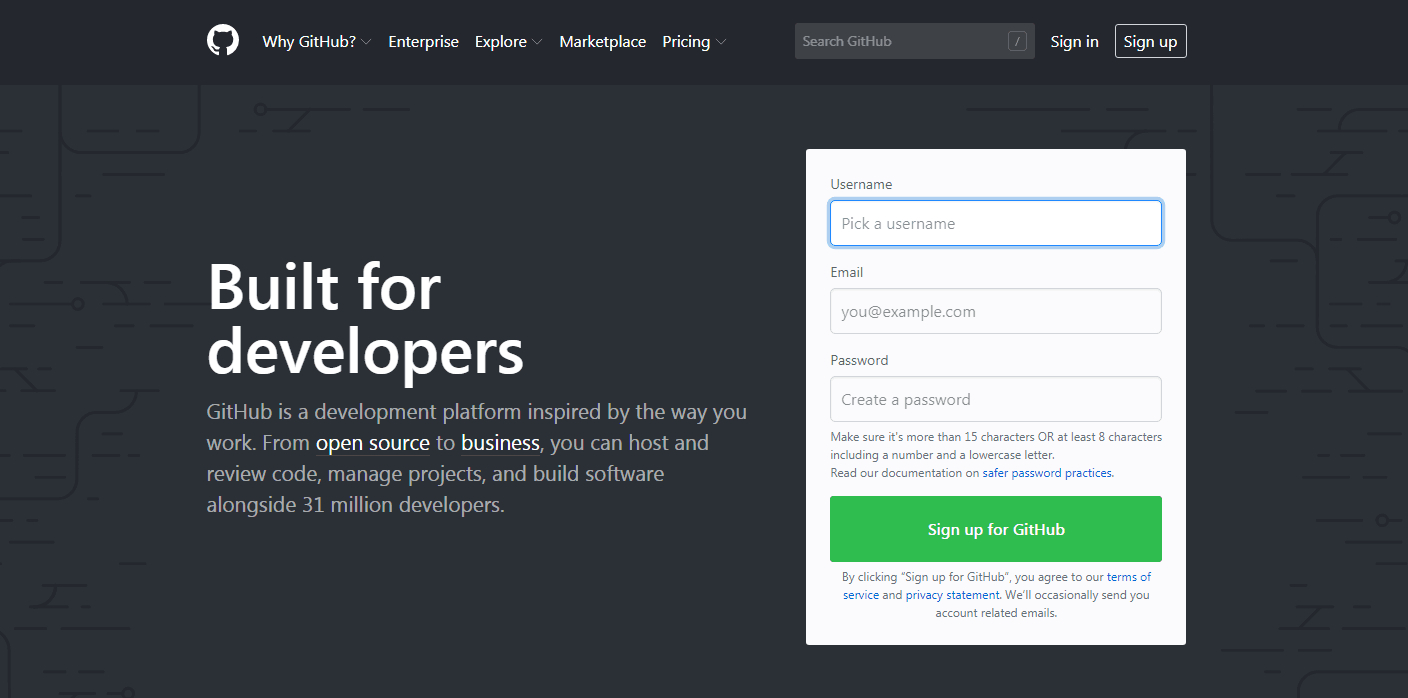 Why GitHub? Enterprise Explore Marketplace Pricing Search GitHub / Sign in Sign up
Built for
developers
GitHub is a development platform inspired by the way you
work. From open source to business, you can host and
review code, manage projects, and build software
alongside 31 million developers.
Username
Pick a username
Email
you@example.com
Password
Create a password
Make sure it's more than 15 characters OR at least 8 characters
including a number and a lowercase letter.
Read our documentation on safer password practices.
Sign up for GitHub
By clicking “Sign up for GitHub”, you agree to our terms of
service and privacy statement. We’ll occasionally send you
account related emails.